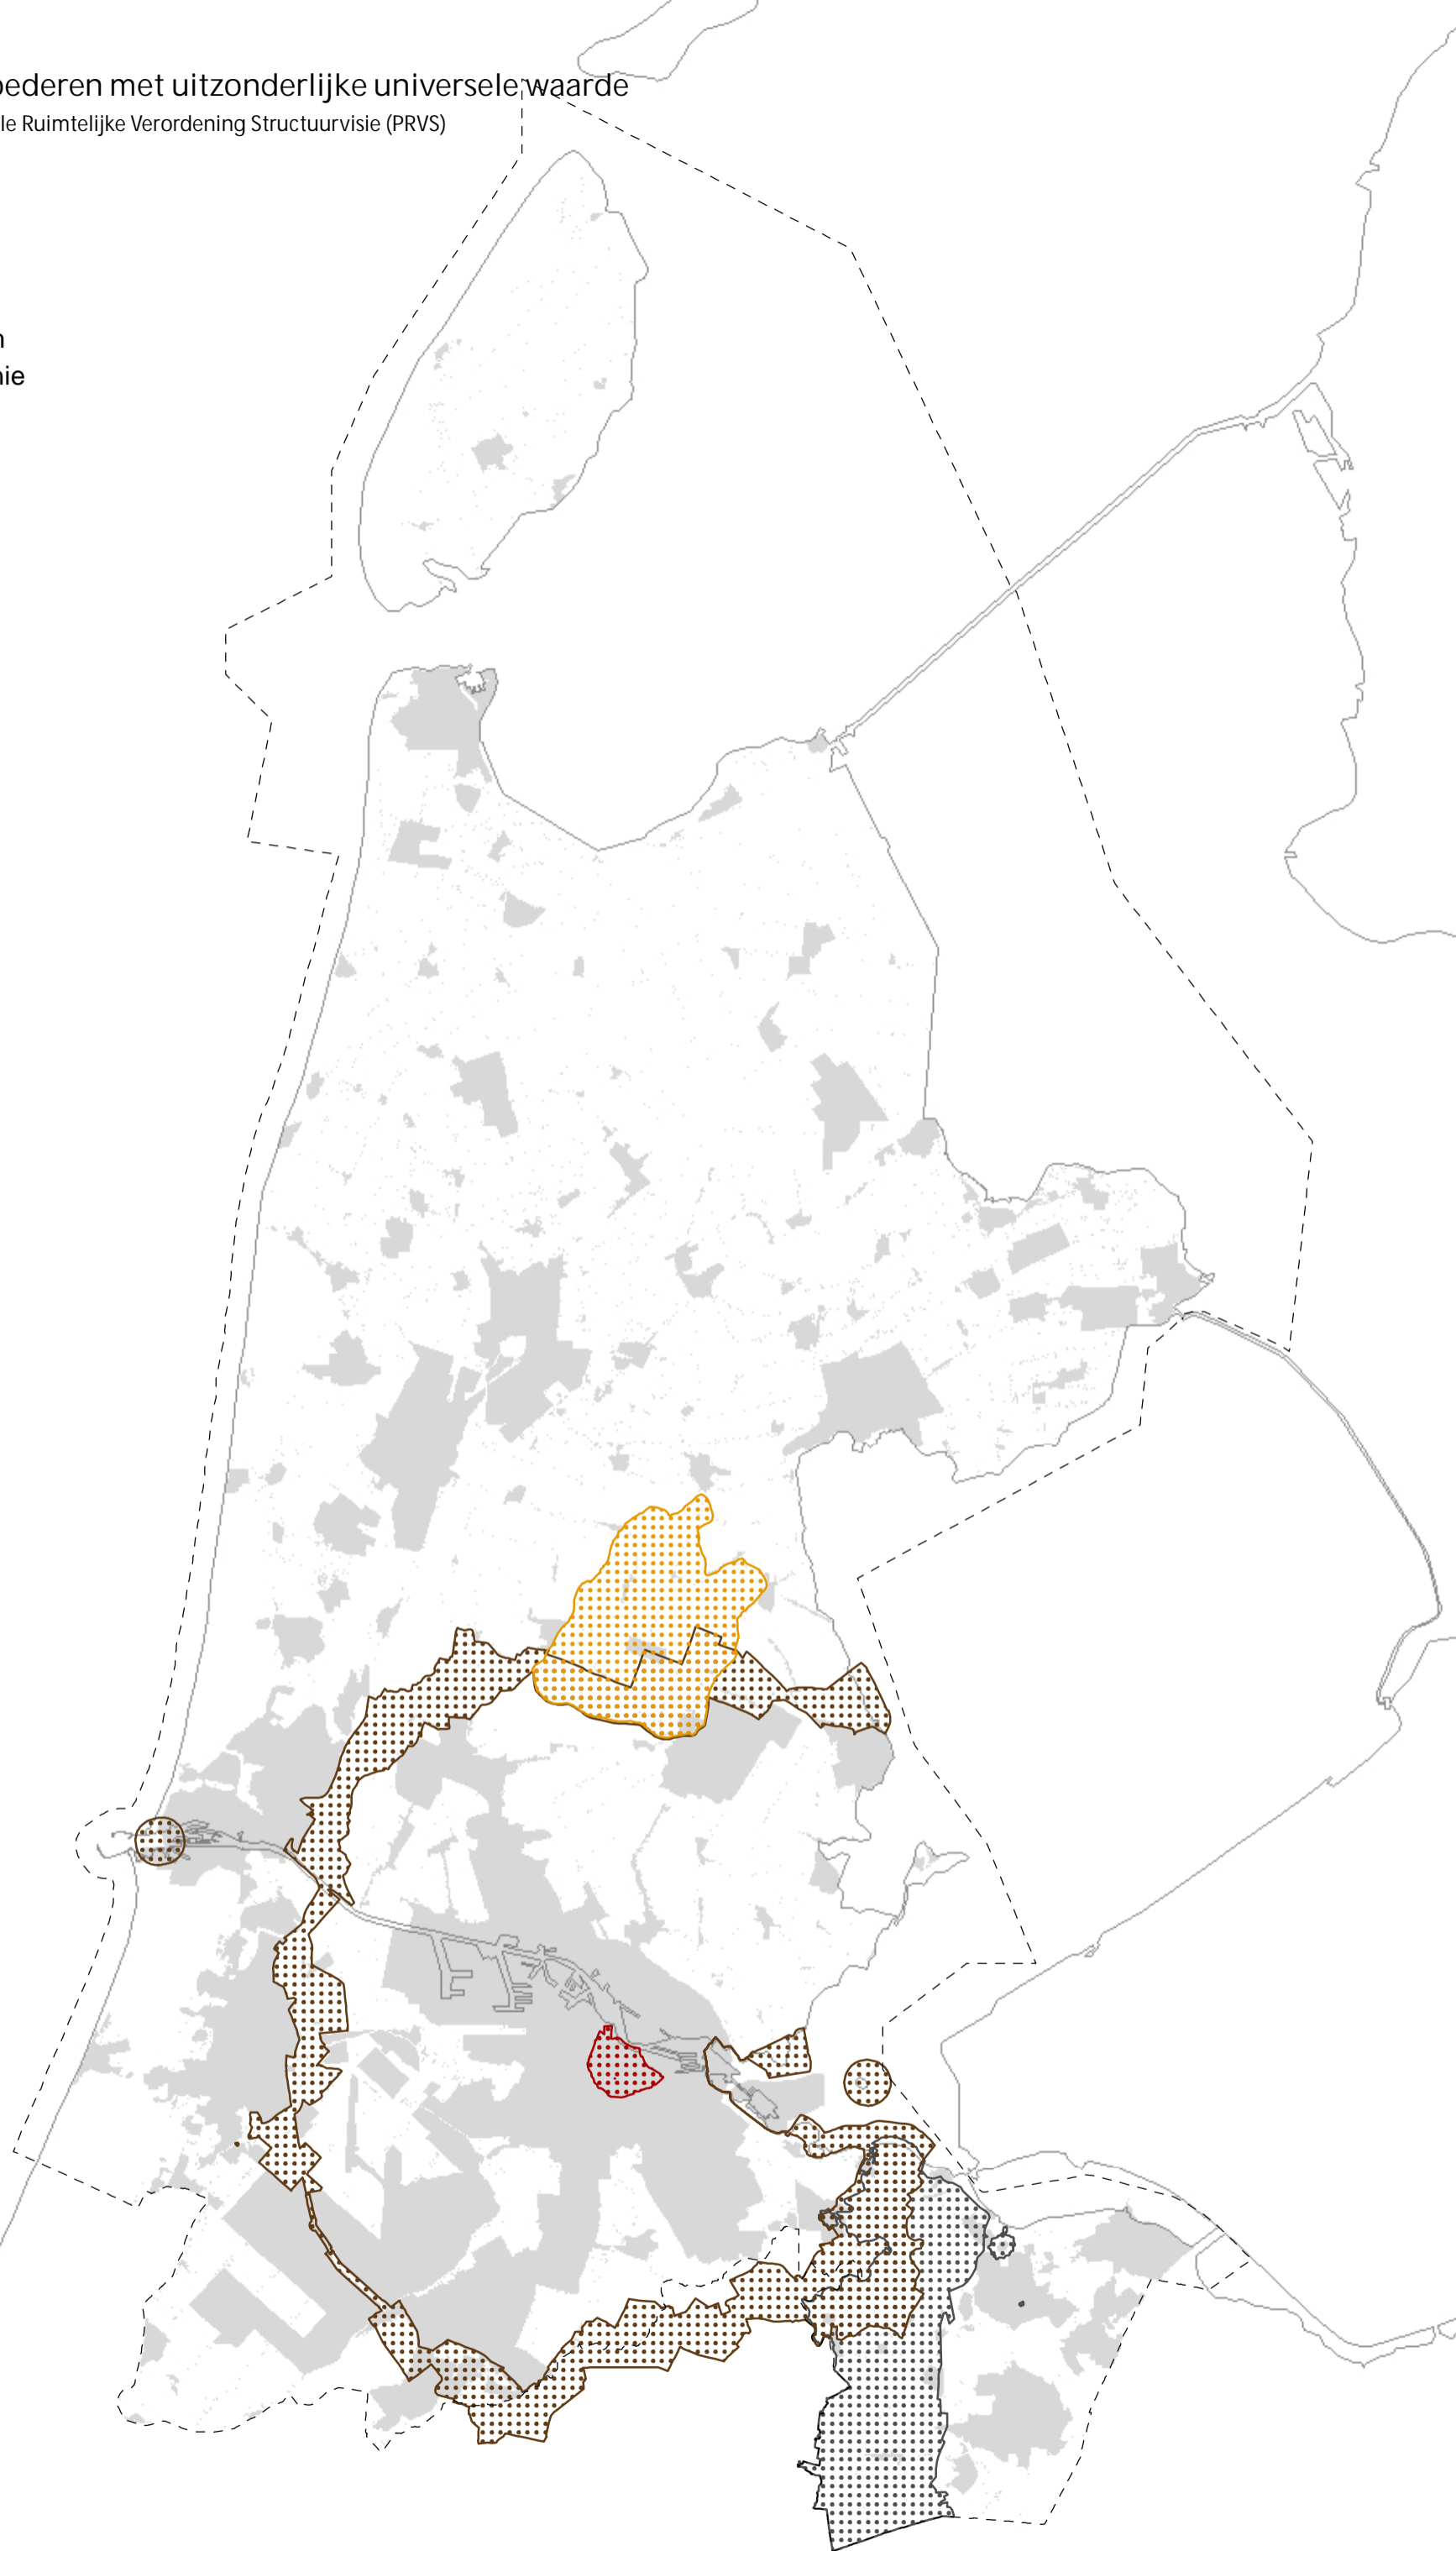 oederen met uitzonderlijke universele waarde
le Ruimtelijke Verordening Structuurvisie (PRVS)
n
nie